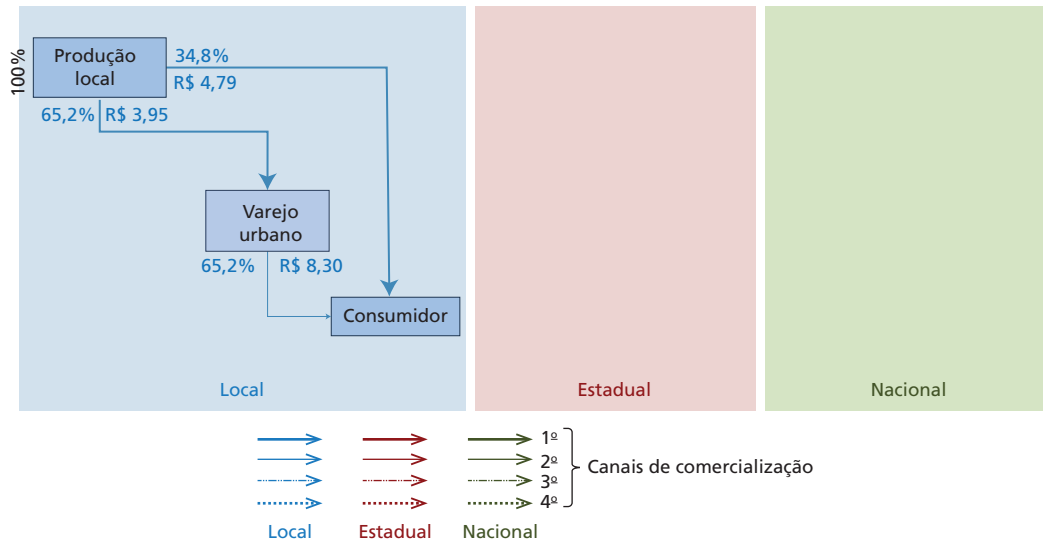 100%
Produção
local
34,8%
R$ 4,79
65,2% R$ 3,95
Varejo
urbano
65,2% R$ 8,30
Consumidor
Local
Estadual
Nacional
1º
2º
3º
4º
Canais de comercialização
Local
Estadual
Nacional